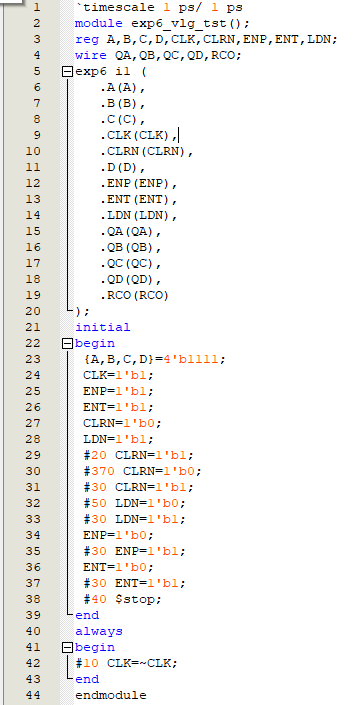 1 `timescale 1 ps/ 1 ps
2 module exp6_vlg_tst();
3 reg A,B,C,D,CLK,CLRN,ENP,ENT,LDN;
4 wire QA,QB,QC,QD,RCO;
5 exp6 i1 (
6 .A(A),
7 .B(B),
8 .C(C),
9 .CLK(CLK),
10 .CLRN(CLRN),
11 .D(D),
12 .ENP(ENP),
13 .ENT(ENT),
14 .LDN(LDN),
15 .QA(QA),
16 .QB(QB),
17 .QC(QC),
18 .QD(QD),
19 .RCO(RCO)
20 );
21 initial
22 begin
23 {A,B,C,D}=4'b1111;
24 CLK=1'b1;
25 ENP=1'b1;
26 ENT=1'b1;
27 CLRN=1'b0;
28 LDN=1'b1;
29 #20 CLRN=1'b1;
30 #370 CLRN=1'b0;
31 #30 CLRN=1'b1;
32 #50 LDN=1'b0;
33 #30 LDN=1'b1;
34 ENP=1'b0;
35 #30 ENP=1'b1;
36 ENT=1'b0;
37 #30 ENT=1'b1;
38 #40 $stop;
39 end
40 always
41 begin
42 #10 CLK=~CLK;
43 end
44 endmodule